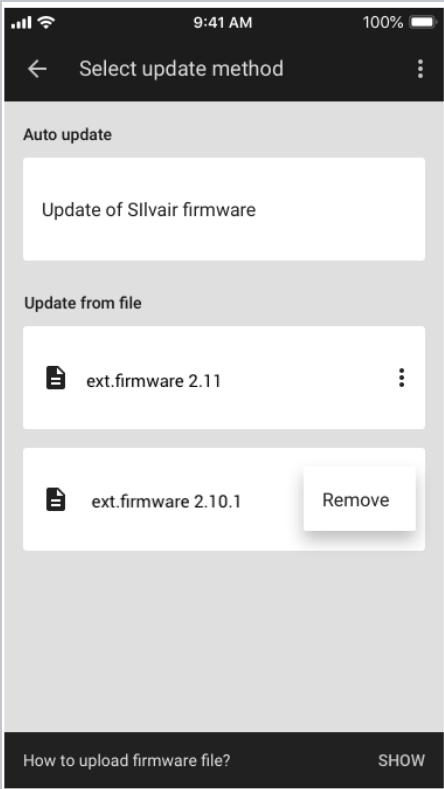 9:41 AM
100%
Select update method
Auto update
Update of SIlvair firmware
Update from file
ext.firmware 2.11
ext.firmware 2.10.1
Remove
How to upload firmware file?
SHOW